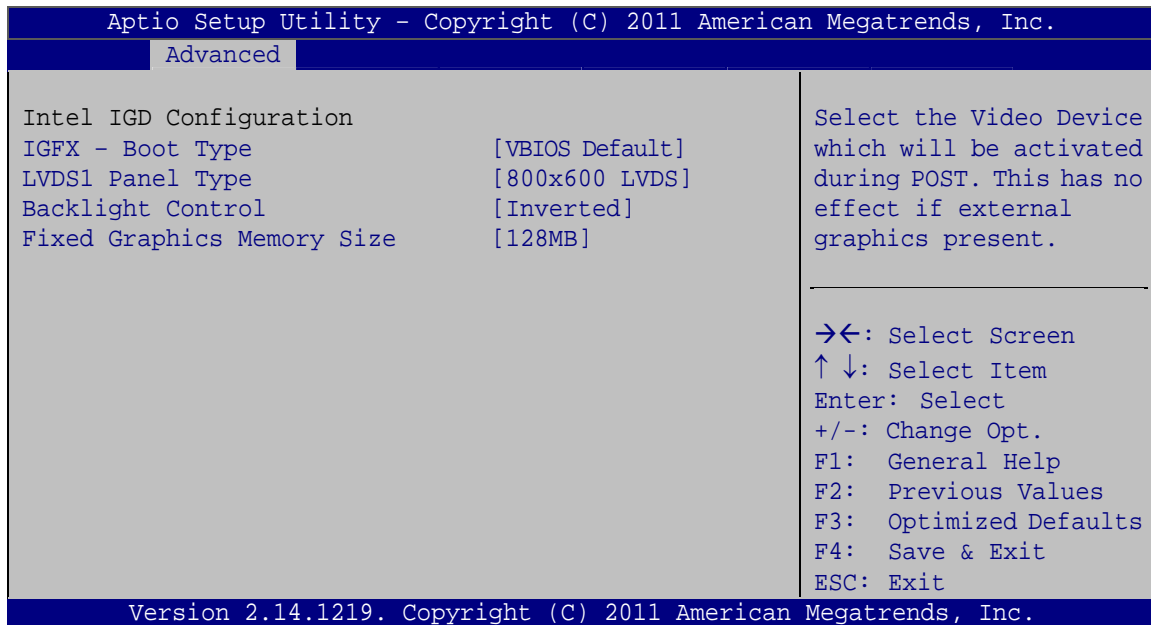 Aptio Setup Utility – Copyright (C) 2011 American Megatrends, Inc.
Advanced
Intel IGD Configuration
IGFX – Boot Type [VBIOS Default]
LVDS1 Panel Type [800x600 LVDS]
Backlight Control [Inverted]
Fixed Graphics Memory Size [128MB]
Select the Video Device
which will be activated
during POST. This has no
effect if external
graphics present.
→←: Select Screen
↑ ↓: Select Item
Enter: Select
+/-: Change Opt.
F1: General Help
F2: Previous Values
F3: Optimized Defaults
F4: Save & Exit
ESC: Exit
Version 2.14.1219. Copyright (C) 2011 American Megatrends, Inc.